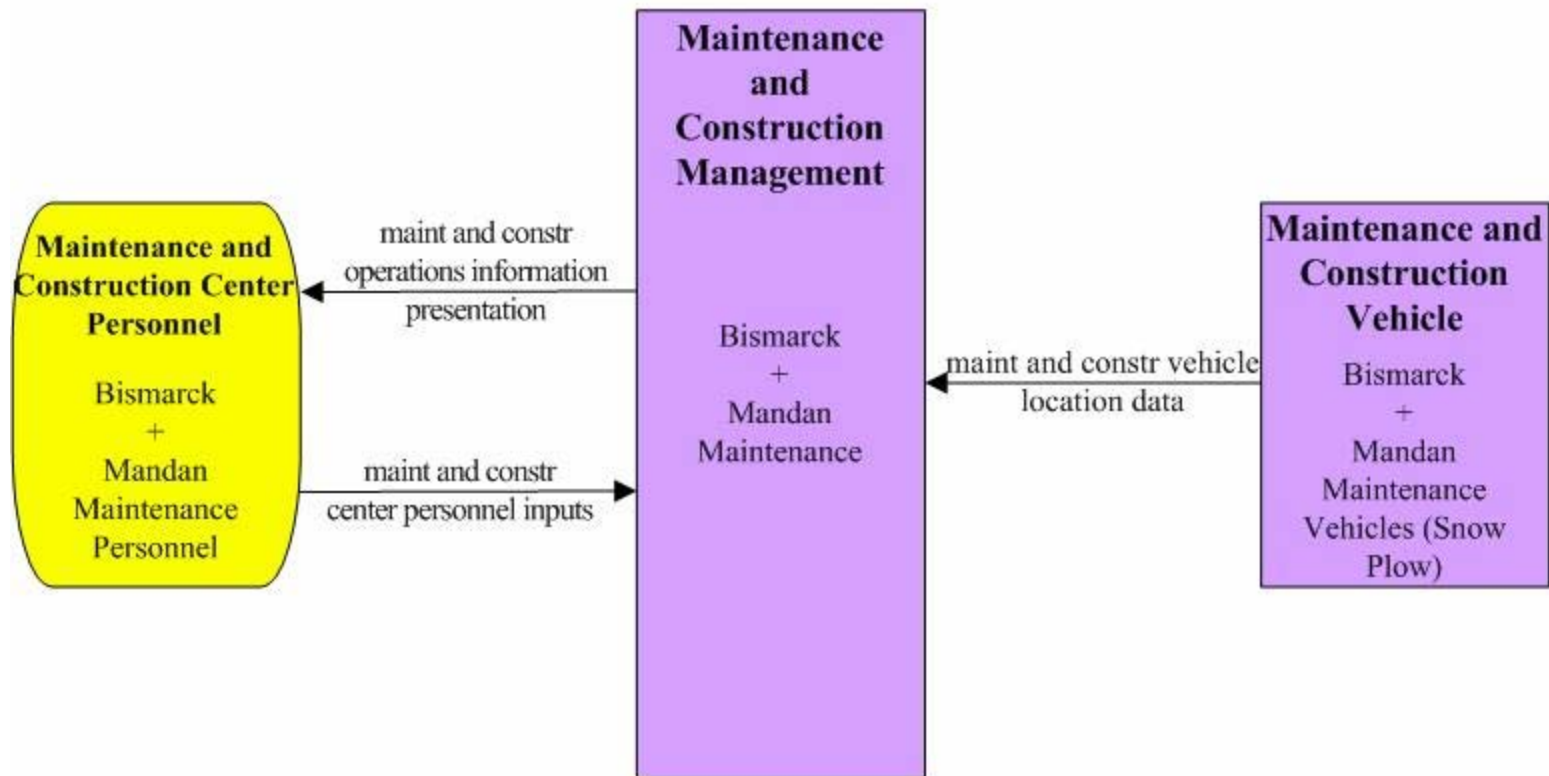 Maintenance and
Construction Center
Personnel
Bismarck
+
Mandan
Maintenance
Personnel
maint and constr
operations information
presentation
maint and constr
center personnel inputs
Maintenance
and
Construction
Management
Bismarck
+
Mandan
Maintenance
maint and constr vehicle
location data
Maintenance and
Construction
Vehicle
Bismarck
+
Mandan
Maintenance
Vehicles (Snow
Plow)